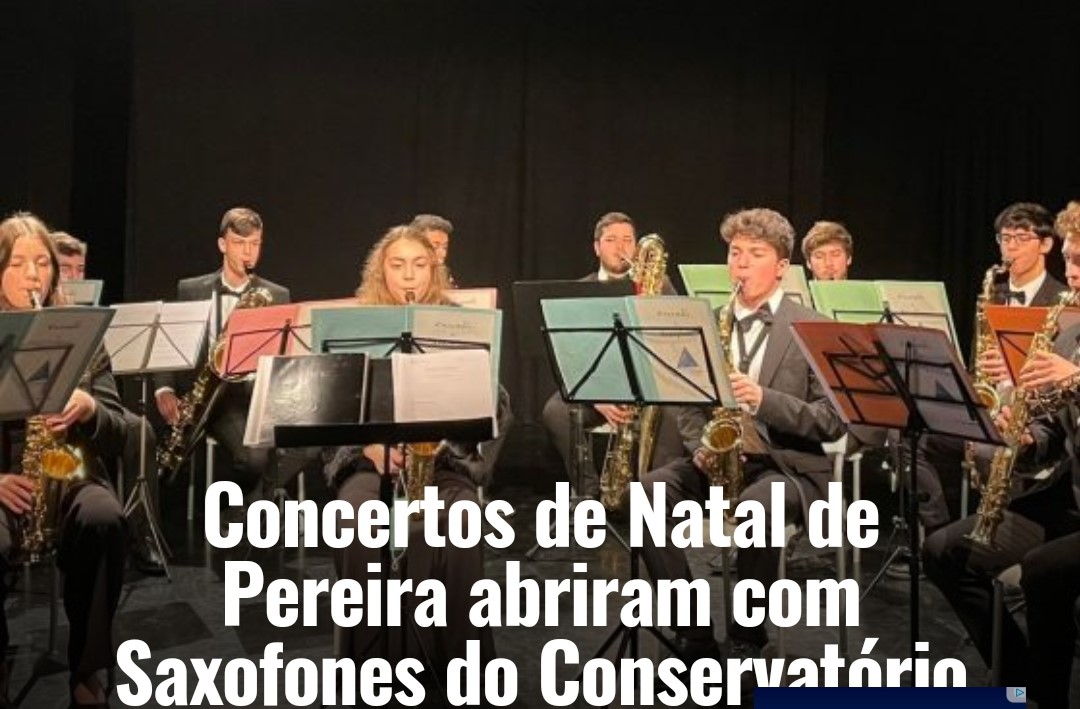 Concertos de Natal de
Pereira abriram com
Saxofones do Conservatório